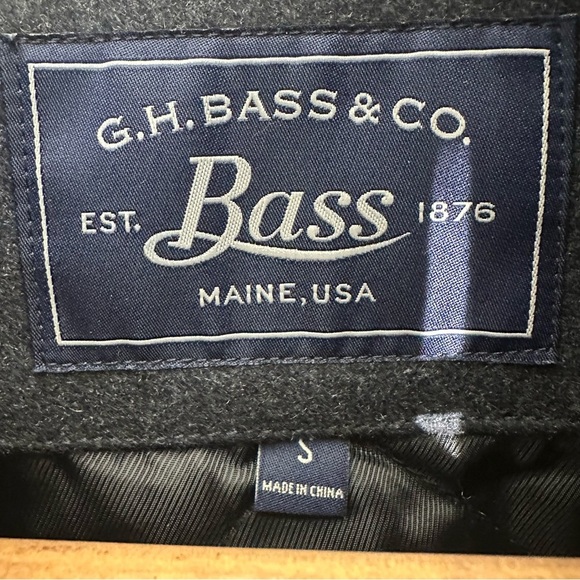 G.H. BASS & CO.
EST. Bass 1876
MAINE, USA
S
MADE IN CHINA